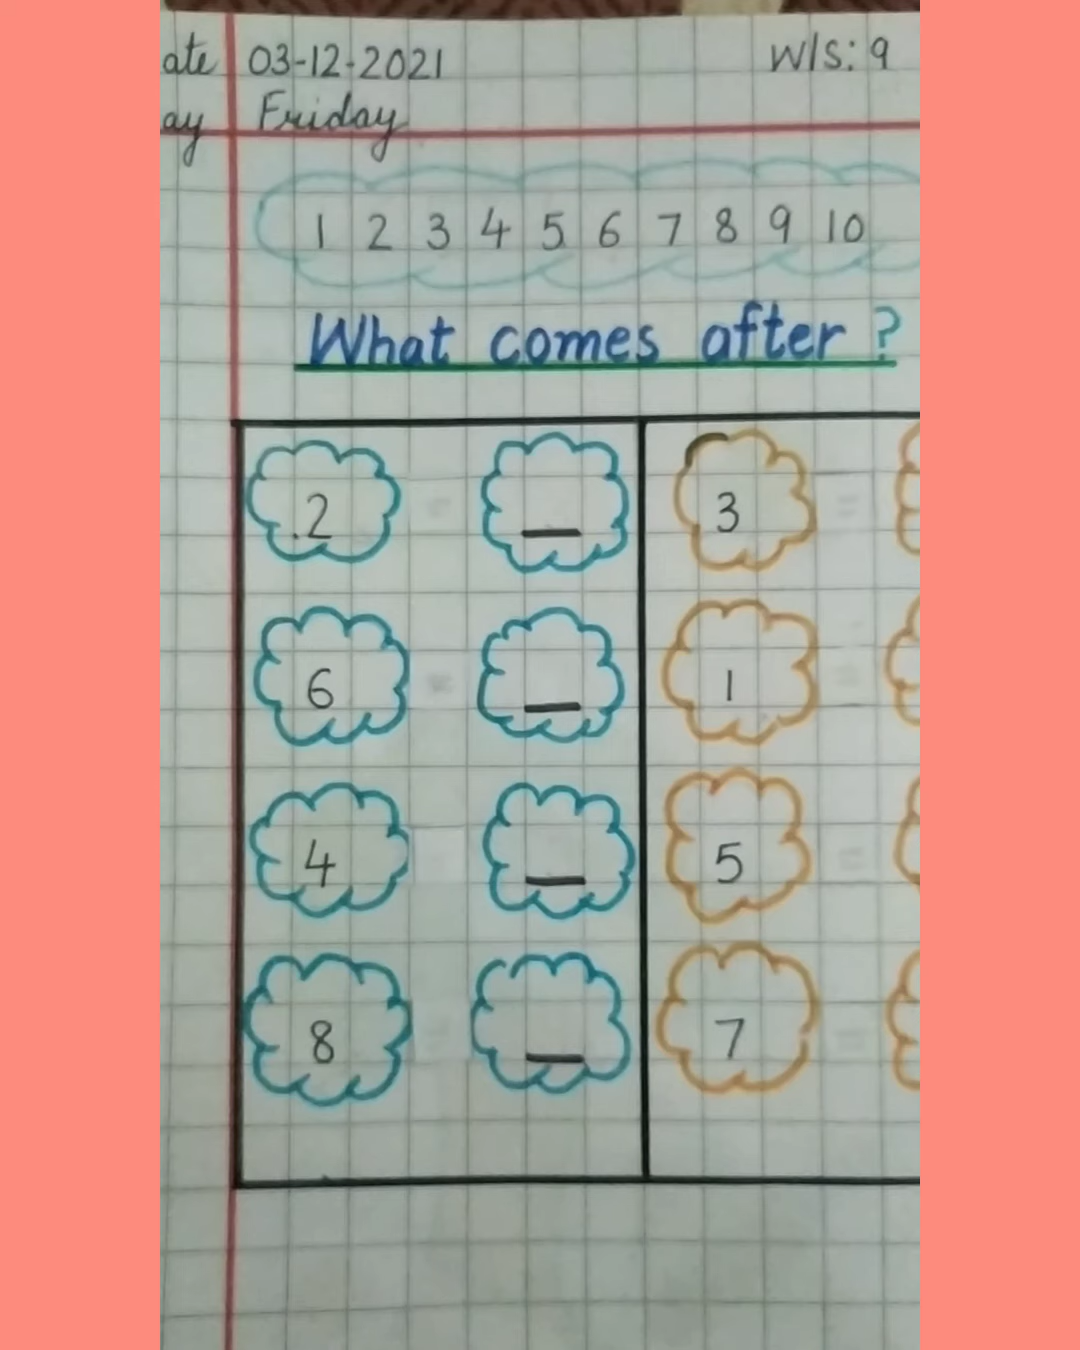 ate 03-12-2021 W/s: 9
ay Friday
1 2 3 4 5 6 7 8 9 10
What comes after ?
2 _ 3
6 _ 1
4 _ 5
8 _ 7